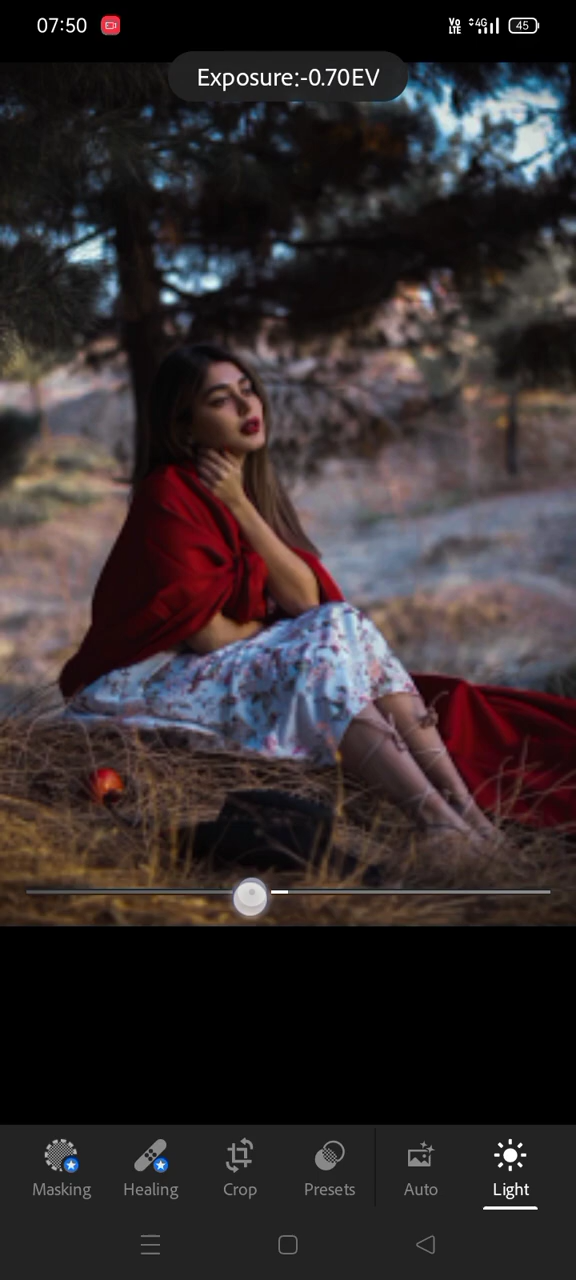 07:50 Vo LTE 4G 45
Exposure:-0.70EV
Masking Healing Crop Presets Auto Light